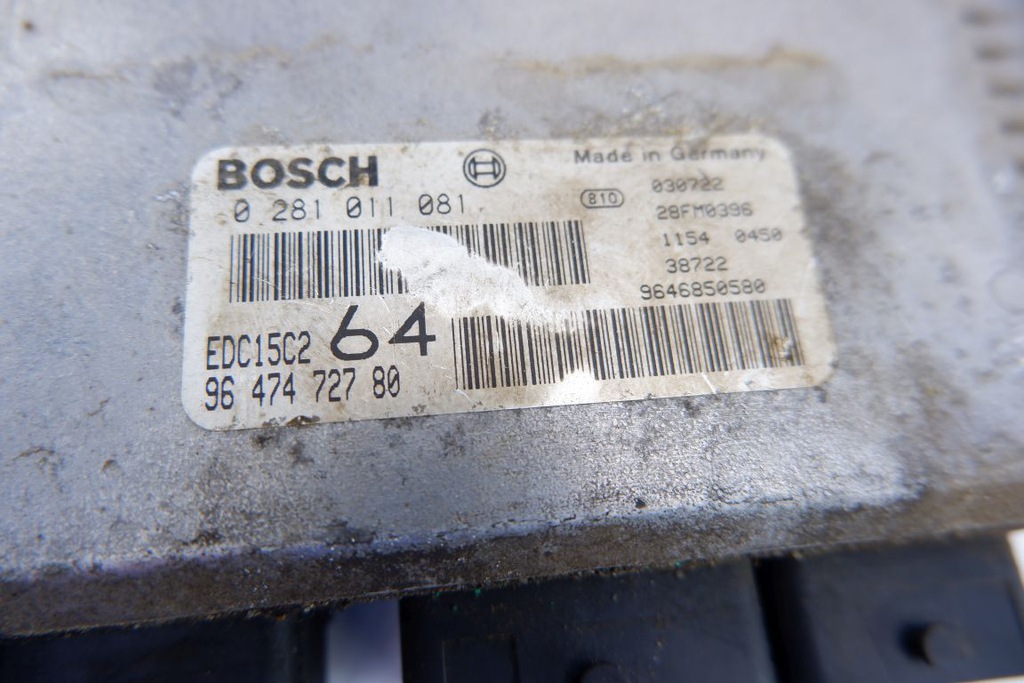 BOSCH
Made in Germany
0 281 011 081
B10
030722
28FM0396
1154 0450
38722
9646850580
EDC15C2 64
96 474 727 80